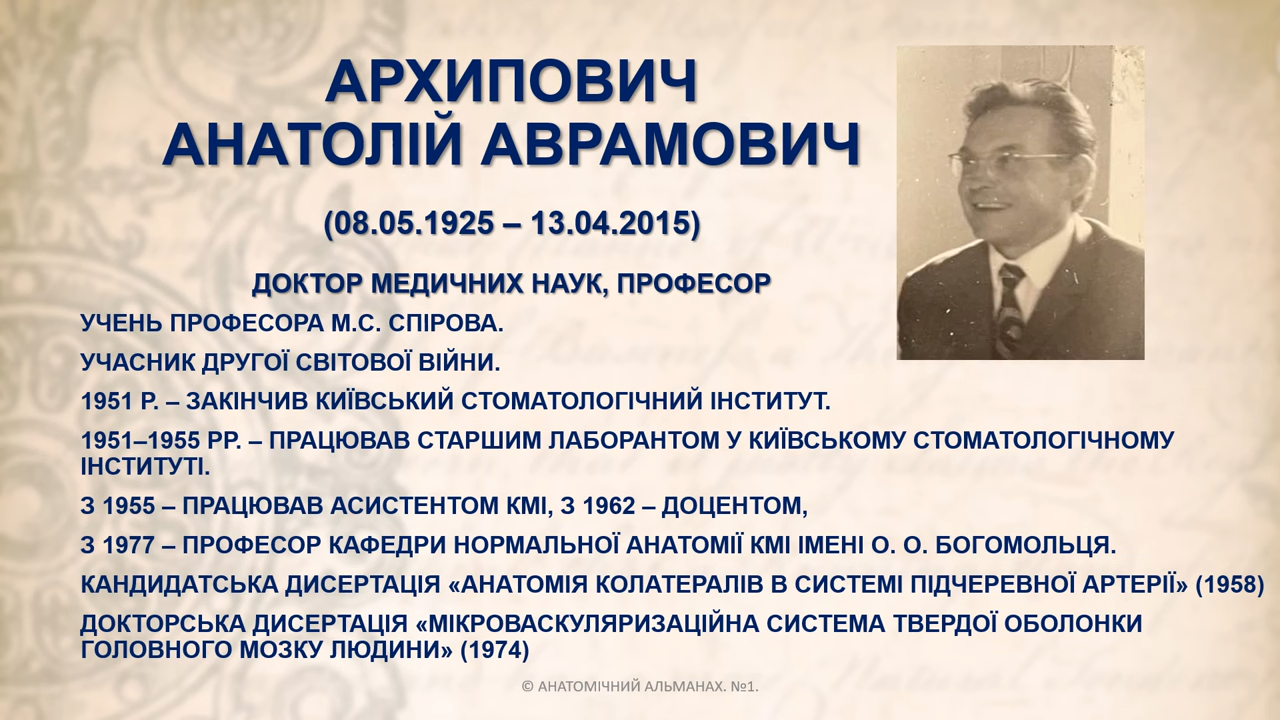 АРХИПОВИЧ
АНАТОЛІЙ АВРАМОВИЧ
(08.05.1925 – 13.04.2015)
ДОКТОР МЕДИЧНИХ НАУК, ПРОФЕСОР
УЧЕНЬ ПРОФЕСОРА М.С. СПІРОВА.
УЧАСНИК ДРУГОЇ СВІТОВОЇ ВІЙНИ.
1951 Р. – ЗАКІНЧИВ КИЇВСЬКИЙ СТОМАТОЛОГІЧНИЙ ІНСТИТУТ.
1951–1955 РР. – ПРАЦЮВАВ СТАРШИМ ЛАБОРАНТОМ У КИЇВСЬКОМУ СТОМАТОЛОГІЧНОМУ
ІНСТИТУТІ.
З 1955 – ПРАЦЮВАВ АСИСТЕНТОМ КМІ, З 1962 – ДОЦЕНТОМ,
З 1977 – ПРОФЕСОР КАФЕДРИ НОРМАЛЬНОЇ АНАТОМІЇ КМІ ІМЕНІ О. О. БОГОМОЛЬЦЯ.
КАНДИДАТСЬКА ДИСЕРТАЦІЯ «АНАТОМІЯ КОЛАТЕРАЛІВ В СИСТЕМІ ПІДЧЕРЕВНОЇ АРТЕРІЇ» (1958)
ДОКТОРСЬКА ДИСЕРТАЦІЯ «МІКРОВАСКУЛЯРИЗАЦІЙНА СИСТЕМА ТВЕРДОЇ ОБОЛОНКИ
ГОЛОВНОГО МОЗКУ ЛЮДИНИ» (1974)
© АНАТОМІЧНИЙ АЛЬМАНАХ. №1.